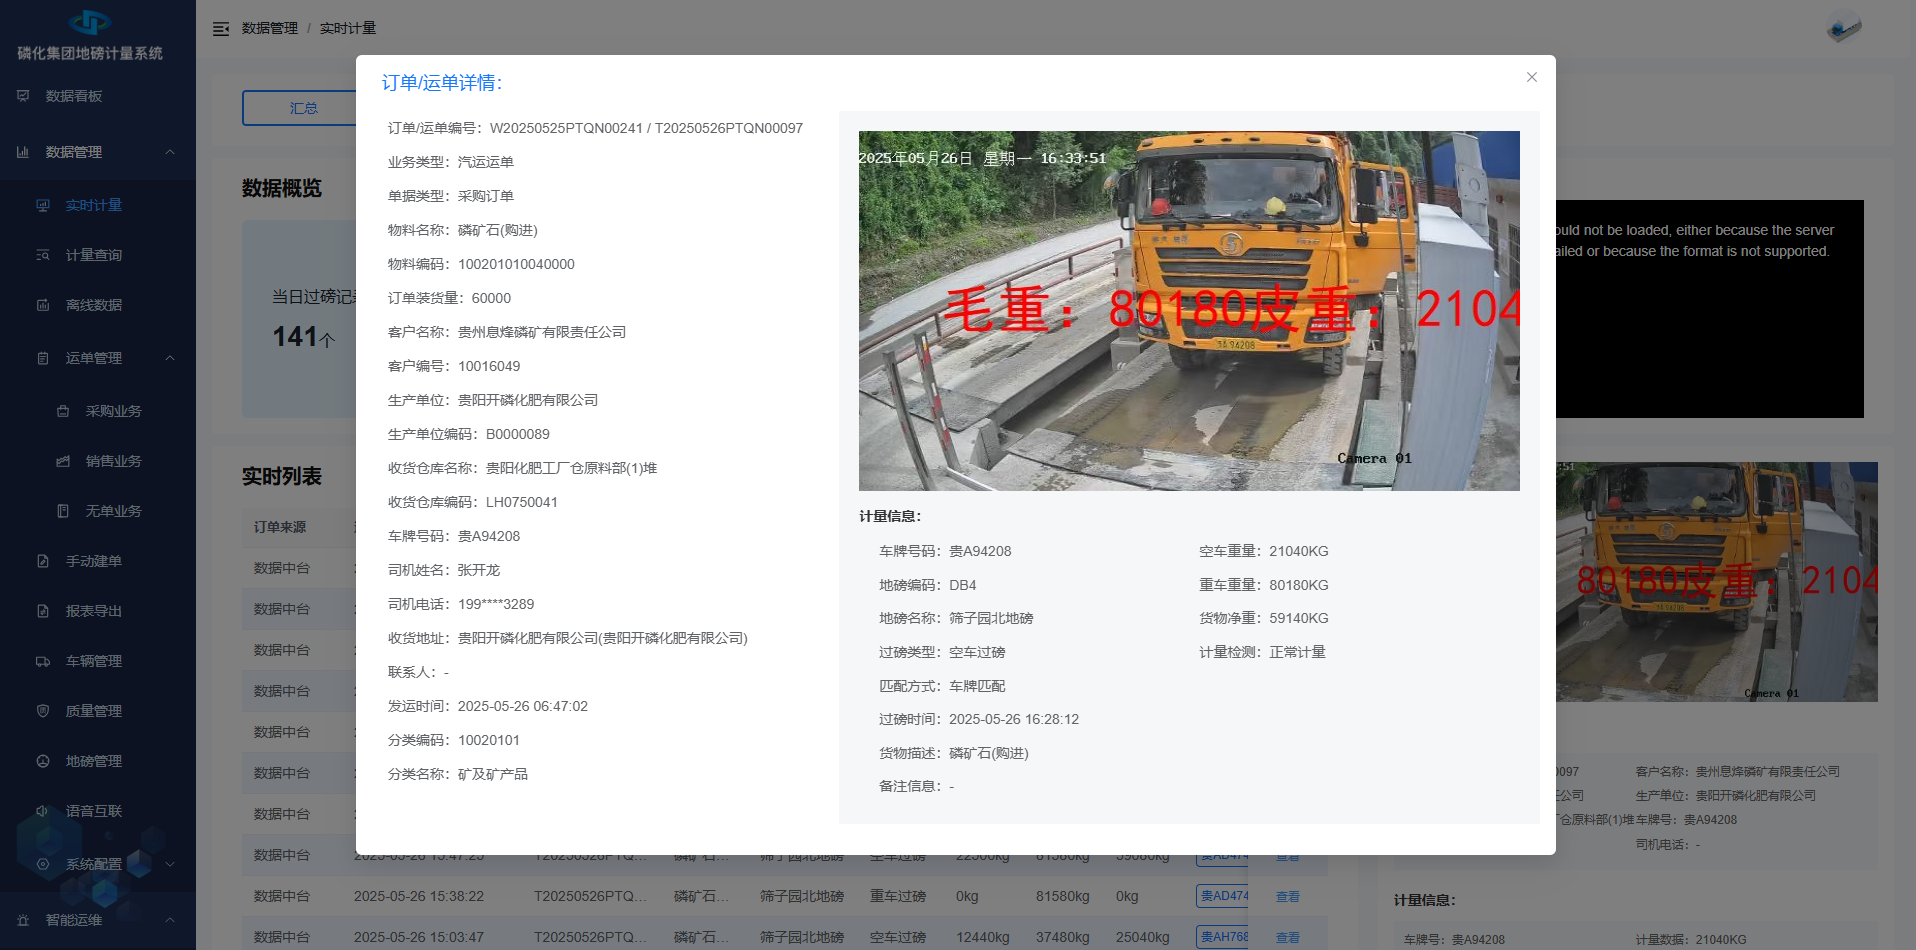 磷化集团地磅计量系统
数据看板
数据管理
实时计量
计量查询
离线数据
运单管理
采购业务
销售业务
无单业务
手动建单
报表导出
车辆管理
质量管理
地磅管理
语音互联
系统配置
智能运维
数据管理 / 实时计量
汇总
数据概览
当日过磅记
141个
实时列表
订单来源
数据中台
数据中台
数据中台
数据中台
数据中台
数据中台
数据中台
数据中台
数据中台 2025-05-26 15:38:22 T20250526PTQ... 磷矿石... 筛子园北地磅 重车过磅 0kg 81580kg 0kg 贵AD474 查看
数据中台 2025-05-26 15:03:47 T20250526PTQ... 磷矿石... 筛子园北地磅 空车过磅 12440kg 37480kg 25040kg 贵AH768 查看
订单/运单详情：
订单/运单编号：W20250525PTQN00241 / T20250526PTQN00097
业务类型：汽运运单
单据类型：采购订单
物料名称：磷矿石(购进)
物料编码：100201010040000
订单装货量：60000
客户名称：贵州息烽磷矿有限责任公司
客户编号：10016049
生产单位：贵阳开磷化肥有限公司
生产单位编码：B0000089
收货仓库名称：贵阳化肥工厂仓原料部(1)堆
收货仓库编码：LH0750041
车牌号码：贵A94208
司机姓名：张开龙
司机电话：199****3289
收货地址：贵阳开磷化肥有限公司(贵阳开磷化肥有限公司)
联系人：-
发运时间：2025-05-26 06:47:02
分类编码：10020101
分类名称：矿及矿产品
2025年05月26日 星期一 16:33:51
毛重：80180皮重：2104
贵A94208
Camera 01
计量信息：
车牌号码：贵A94208
空车重量：21040KG
地磅编码：DB4
重车重量：80180KG
地磅名称：筛子园北地磅
货物净重：59140KG
过磅类型：空车过磅
计量检测：正常计量
匹配方式：车牌匹配
过磅时间：2025-05-26 16:28:12
货物描述：磷矿石(购进)
备注信息：-
ould not be loaded, either because the server
ailed or because the format is not supported.
:51
80180皮重：2104
Camera 01
0097
客户名称：贵州息烽磷矿有限责任公司
任公司
生产单位：贵阳开磷化肥有限公司
厂仓原料部(1)堆
车牌号：贵A94208
司机电话：-
计量信息：
车牌号：贵A94208
计量数据：21040KG